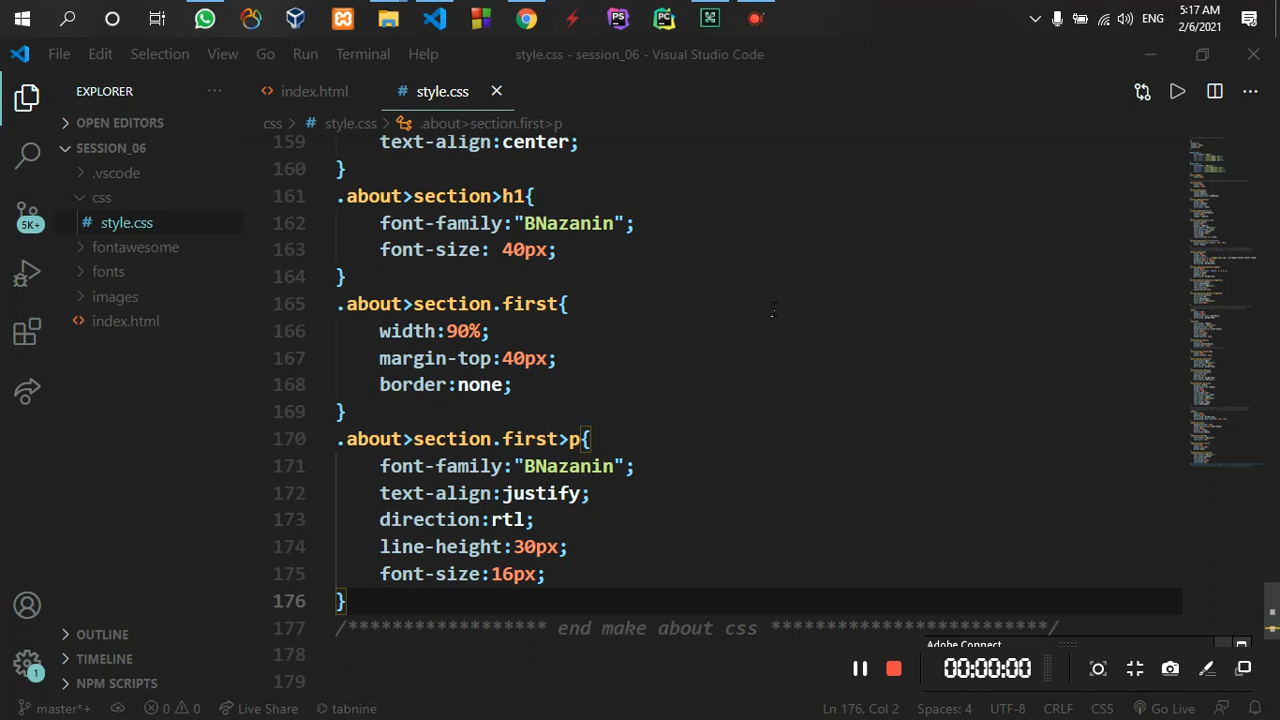 PS
PC
ENG
5:17 AM
2/6/2021
File Edit Selection View Go Run Terminal Help
style.css - session_06 - Visual Studio Code
EXPLORER ...
index.html
# style.css
css > # style.css > .about>section.first>p
OPEN EDITORS
SESSION_06
.vscode
css
# style.css
fontawesome
fonts
images
index.html
5K+
159 text-align:center;
160 }
161 .about>section>h1{
162 font-family:"BNazanin";
163 font-size: 40px;
164 }
165 .about>section.first{
166 width:90%;
167 margin-top:40px;
168 border:none;
169 }
170 .about>section.first>p{
171 font-family:"BNazanin";
172 text-align:justify;
173 direction:rtl;
174 line-height:30px;
175 font-size:16px;
176 }
177 /****************** end make about css *************************/
178
179
OUTLINE
TIMELINE
NPM SCRIPTS
1
Adobe Connect
00:00:00
master*+ 0 0 Live Share tabnine
Ln 176, Col 2 Spaces: 4 UTF-8 CRLF CSS Go Live